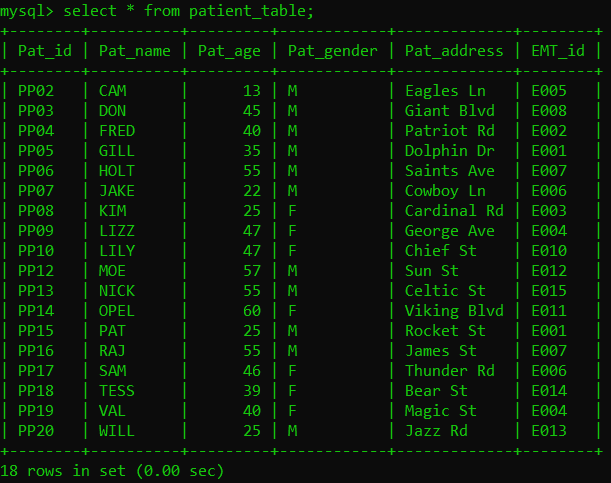 mysql> select * from patient_table;
+--------+----------+---------+------------+-------------+--------+
| Pat_id | Pat_name | Pat_age | Pat_gender | Pat_address | EMT_id |
+--------+----------+---------+------------+-------------+--------+
| PP02 | CAM | 13 | M | Eagles Ln | E005 |
| PP03 | DON | 45 | M | Giant Blvd | E008 |
| PP04 | FRED | 40 | M | Patriot Rd | E002 |
| PP05 | GILL | 35 | M | Dolphin Dr | E001 |
| PP06 | HOLT | 55 | M | Saints Ave | E007 |
| PP07 | JAKE | 22 | M | Cowboy Ln | E006 |
| PP08 | KIM | 25 | F | Cardinal Rd | E003 |
| PP09 | LIZZ | 47 | F | George Ave | E004 |
| PP10 | LILY | 47 | F | Chief St | E010 |
| PP12 | MOE | 57 | M | Sun St | E012 |
| PP13 | NICK | 55 | M | Celtic St | E015 |
| PP14 | OPEL | 60 | F | Viking Blvd | E011 |
| PP15 | PAT | 25 | M | Rocket St | E001 |
| PP16 | RAJ | 55 | M | James St | E007 |
| PP17 | SAM | 46 | F | Thunder Rd | E006 |
| PP18 | TESS | 39 | F | Bear St | E014 |
| PP19 | VAL | 40 | F | Magic St | E004 |
| PP20 | WILL | 25 | M | Jazz Rd | E013 |
+--------+----------+---------+------------+-------------+--------+
18 rows in set (0.00 sec)